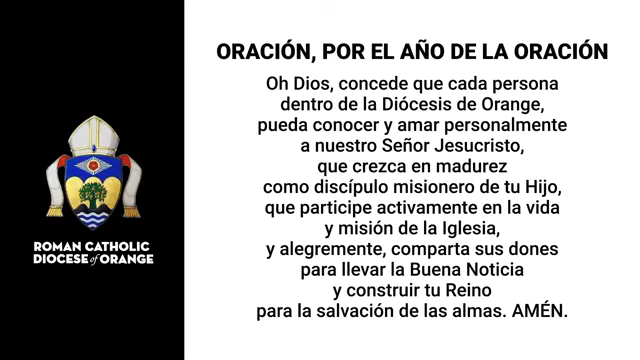 ORACIÓN, POR EL AÑO DE LA ORACIÓN
Oh Dios, concede que cada persona
dentro de la Diócesis de Orange,
pueda conocer y amar personalmente
a nuestro Señor Jesucristo,
que crezca en madurez
como discípulo misionero de tu Hijo,
que participe activamente en la vida
y misión de la Iglesia,
y alegremente, comparta sus dones
para llevar la Buena Noticia
y construir tu Reino
para la salvación de las almas. AMÉN.
ROMAN CATHOLIC
DIOCESE of ORANGE